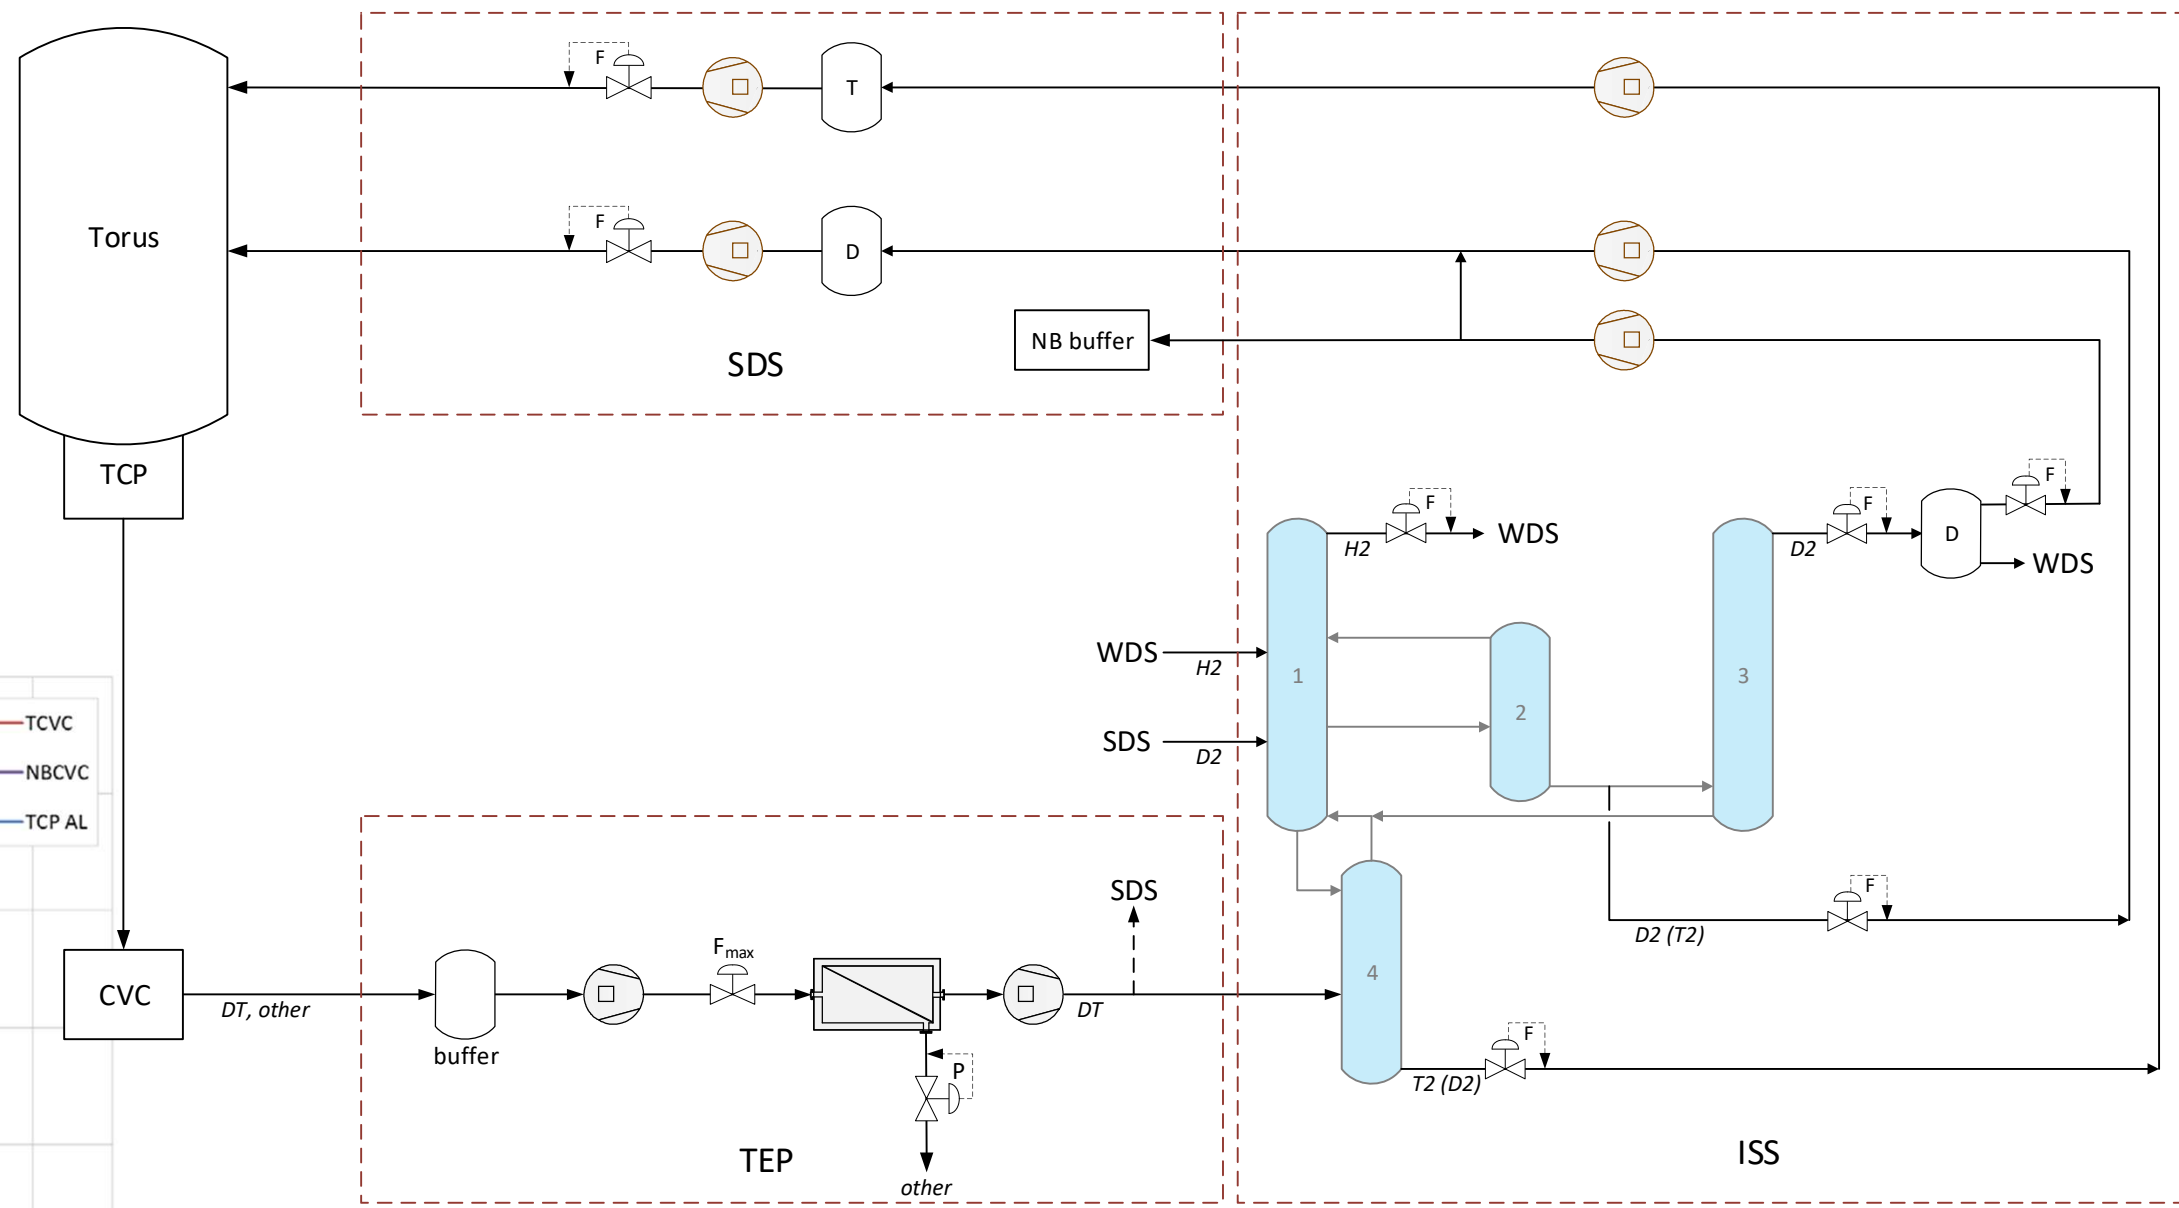 F
T
Torus
F
D
NB buffer
SDS
TCP
F
H2
WDS
F
D2
D
F
WDS
WDS
H2
1
2
3
SDS
D2
TCVC
NBCVC
TCP AL
SDS
F
D2 (T2)
CVC
DT, other
buffer
Fmax
DT
4
P
other
TEP
F
T2 (D2)
ISS